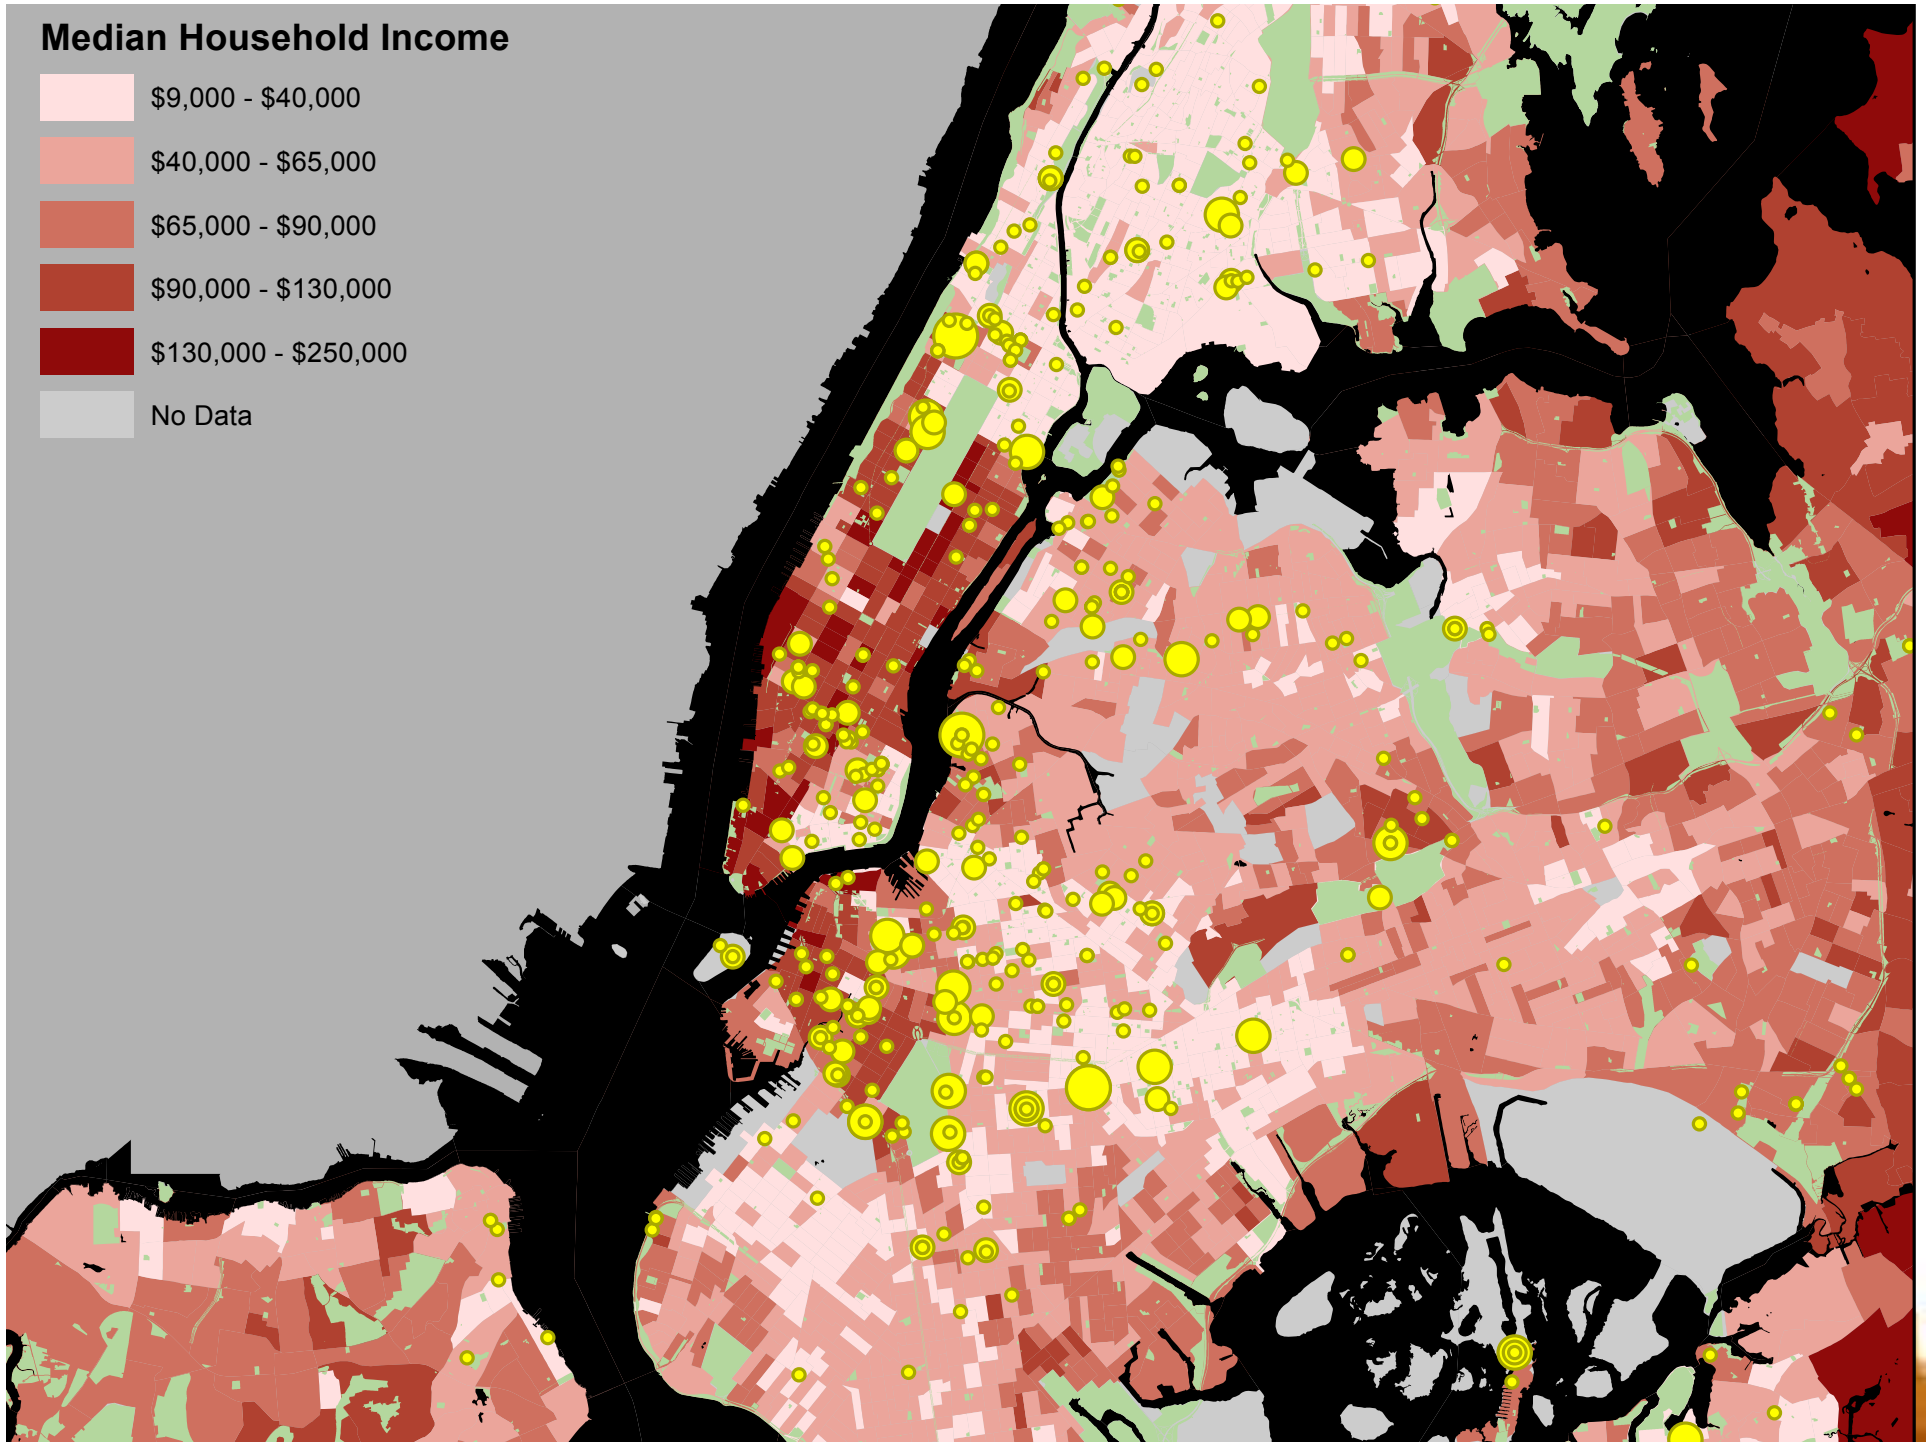 Median Household Income
$9,000 - $40,000
$40,000 - $65,000
$65,000 - $90,000
$90,000 - $130,000
$130,000 - $250,000
No Data